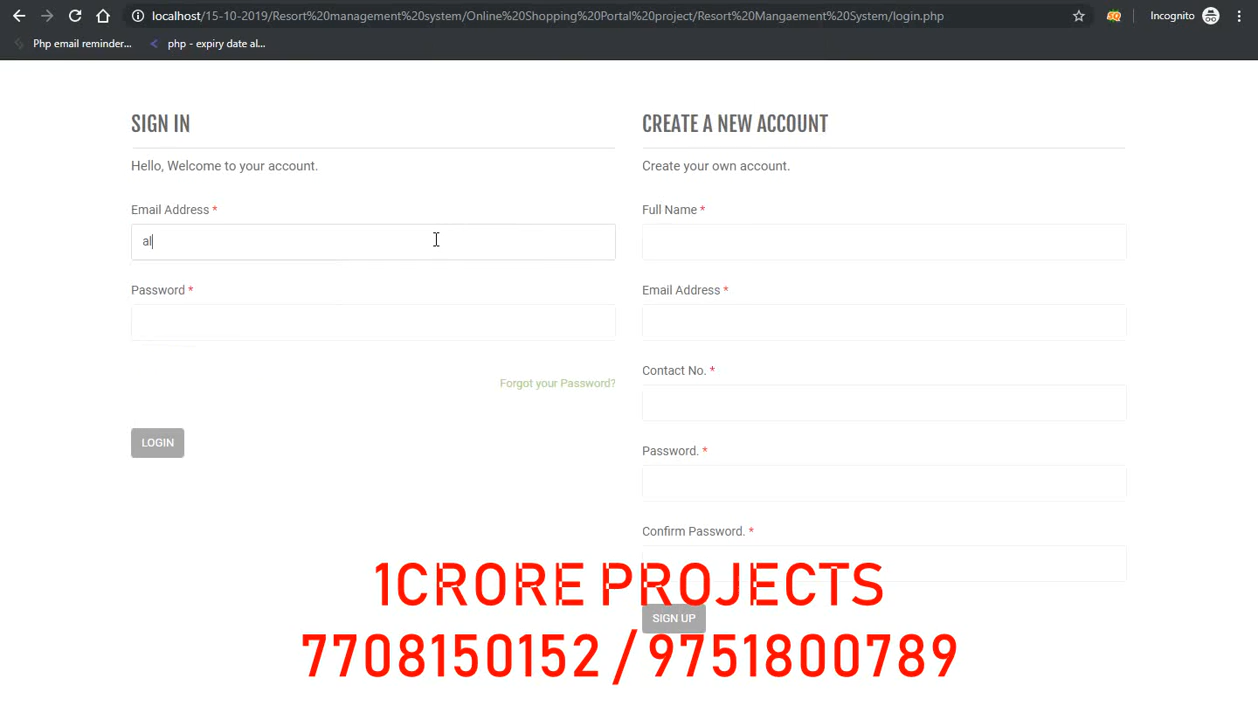 localhost/15-10-2019/Resort%20management%20system/Online%20Shopping%20Portal%20project/Resort%20Mangaement%20System/login.php
Incognito
Php email reminder...
php - expiry date al...
SIGN IN
Hello, Welcome to your account.
Email Address *
al
Password *
Forgot your Password?
LOGIN
CREATE A NEW ACCOUNT
Create your own account.
Full Name *
Email Address *
Contact No. *
Password. *
Confirm Password. *
SIGN UP
1CRORE PROJECTS
7708150152 / 9751800789